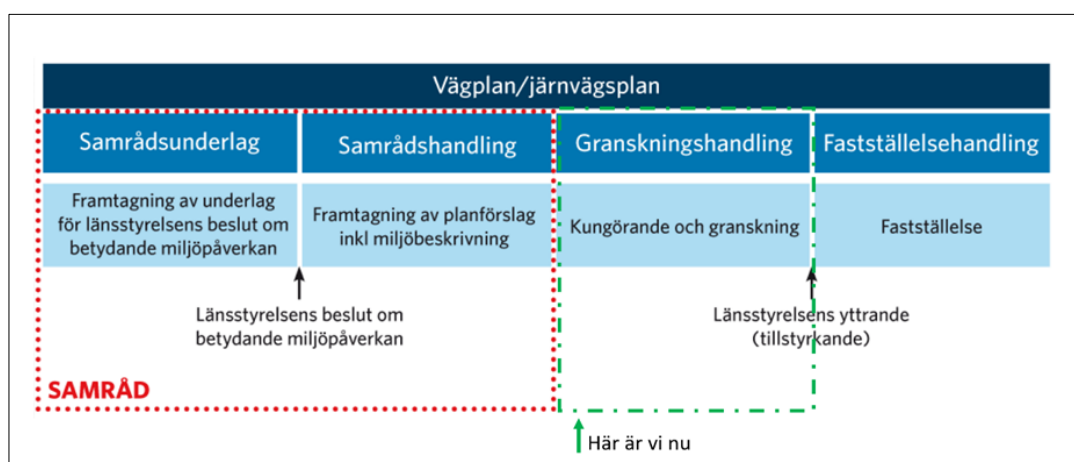 Vägplan/järnvägsplan
Samrådsunderlag
Samrådshandling
Granskningshandling
Fastställelsehandling
Framtagning av underlag
för länsstyrelsens beslut om
betydande miljöpåverkan
Framtagning av planförslag
inkl miljöbeskrivning
Kungörande och granskning
Fastställelse
Länsstyrelsens beslut om
betydande miljöpåverkan
Länsstyrelsens yttrande
(tillstyrkande)
SAMRÅD
Här är vi nu